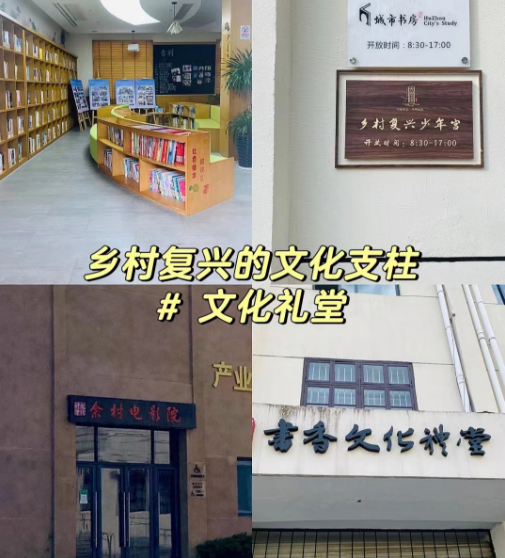 城市书房
HuiZhou
City's Study
开放时间：8:30-17:00
乡村复兴少年宫
开放时间：8:30-17:00
乡村复兴的文化支柱
# 文化礼堂
余村电影院
产业
书香文化礼堂